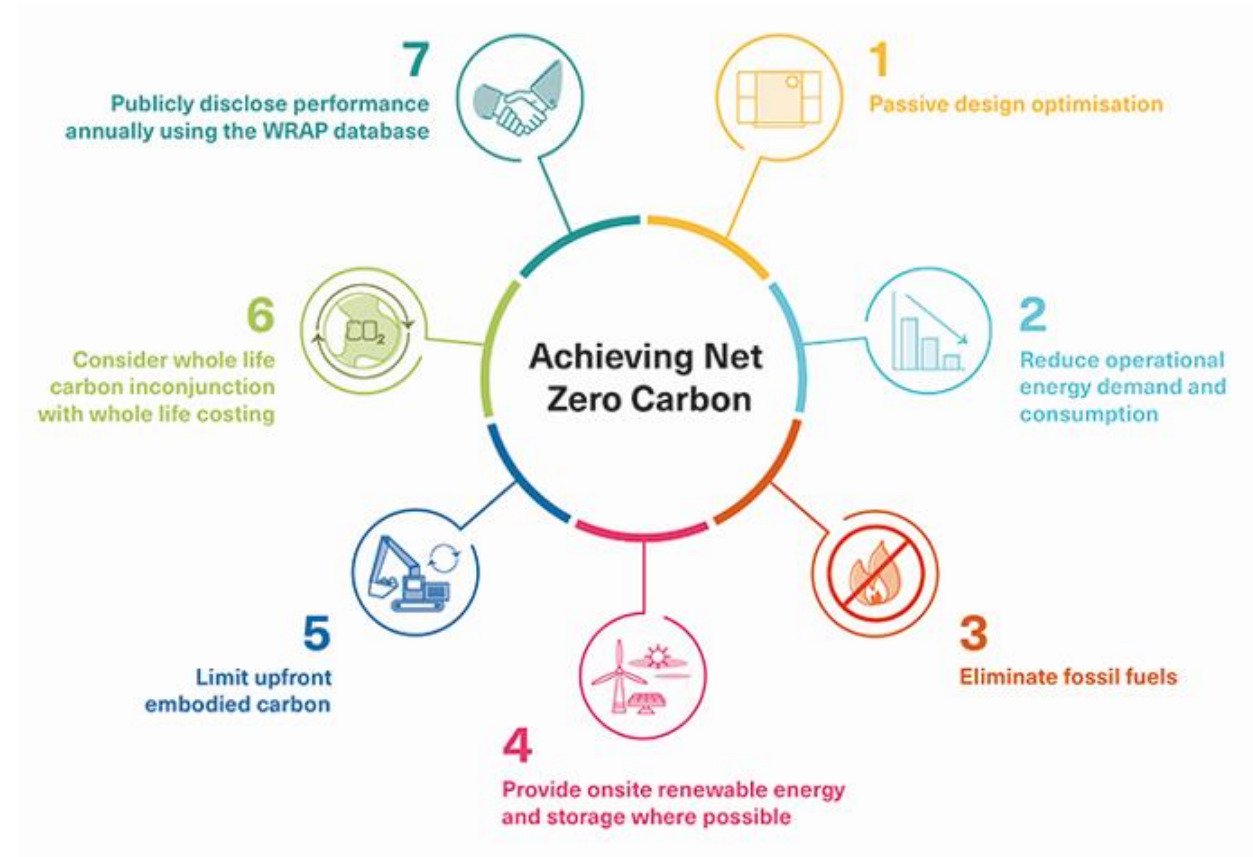 Achieving Net
Zero Carbon
1
Passive design optimisation
2
Reduce operational
energy demand and
consumption
3
Eliminate fossil fuels
4
Provide onsite renewable energy
and storage where possible
5
Limit upfront
embodied carbon
6
Consider whole life
carbon inconjunction
with whole life costing
CO₂
7
Publicly disclose performance
annually using the WRAP database